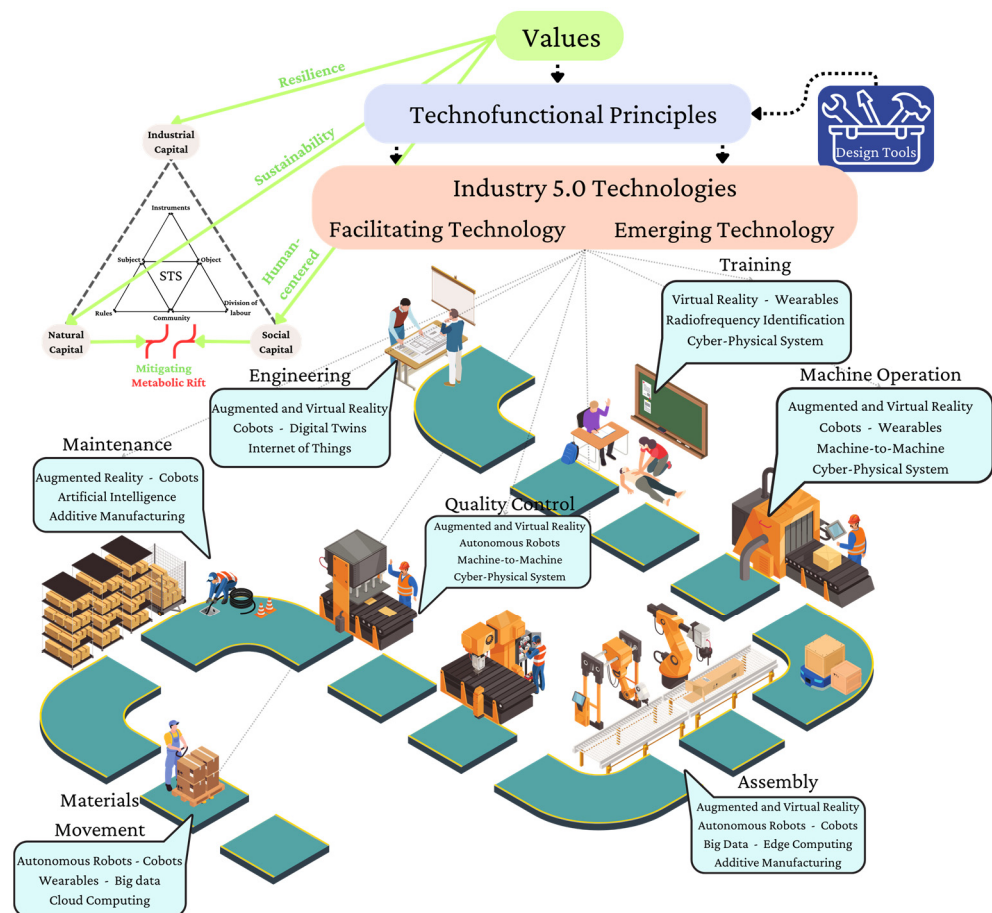 Values
Resilience
Technofunctional Principles
Design Tools
Industrial
Capital
Sustainability
Industry 5.0 Technologies
Facilitating Technology
Emerging Technology
Instruments
Subject
Object
STS
Rules
Community
Division of
labour
Human-
centered
Natural
Capital
Social
Capital
Mitigating
Metabolic Rift
Training
Virtual Reality - Wearables
Radiofrequency Identification
Cyber-Physical System
Engineering
Augmented and Virtual Reality
Cobots - Digital Twins
Internet of Things
Machine Operation
Augmented and Virtual Reality
Cobots - Wearables
Machine-to-Machine
Cyber-Physical System
Maintenance
Augmented Reality - Cobots
Artificial Intelligence
Additive Manufacturing
Quality Control
Augmented and Virtual Reality
Autonomous Robots
Machine-to-Machine
Cyber-Physical System
Materials
Movement
Autonomous Robots - Cobots
Wearables - Big data
Cloud Computing
Assembly
Augmented and Virtual Reality
Autonomous Robots - Cobots
Big Data - Edge Computing
Additive Manufacturing